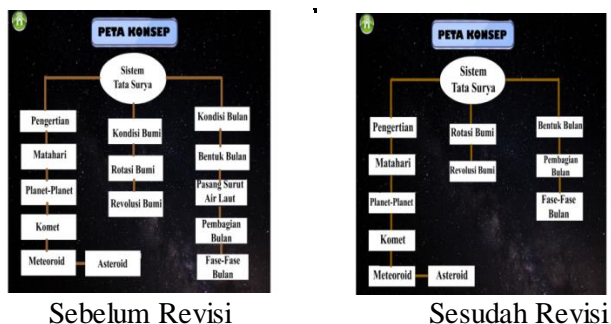 PETA KONSEP
Sistem
Tata Surya
Pengertian
Matahari
Planet-Planet
Komet
Meteoroid
Asteroid
Kondisi Bumi
Rotasi Bumi
Revolusi Bumi
Kondisi Bulan
Bentuk Bulan
Pasang Surut
Air Laut
Pembagian
Bulan
Fase-Fase
Bulan
Sebelum Revisi
PETA KONSEP
Sistem
Tata Surya
Pengertian
Matahari
Planet-Planet
Komet
Meteoroid
Asteroid
Rotasi Bumi
Revolusi Bumi
Bentuk Bulan
Pembagian
Bulan
Fase-Fase
Bulan
Sesudah Revisi